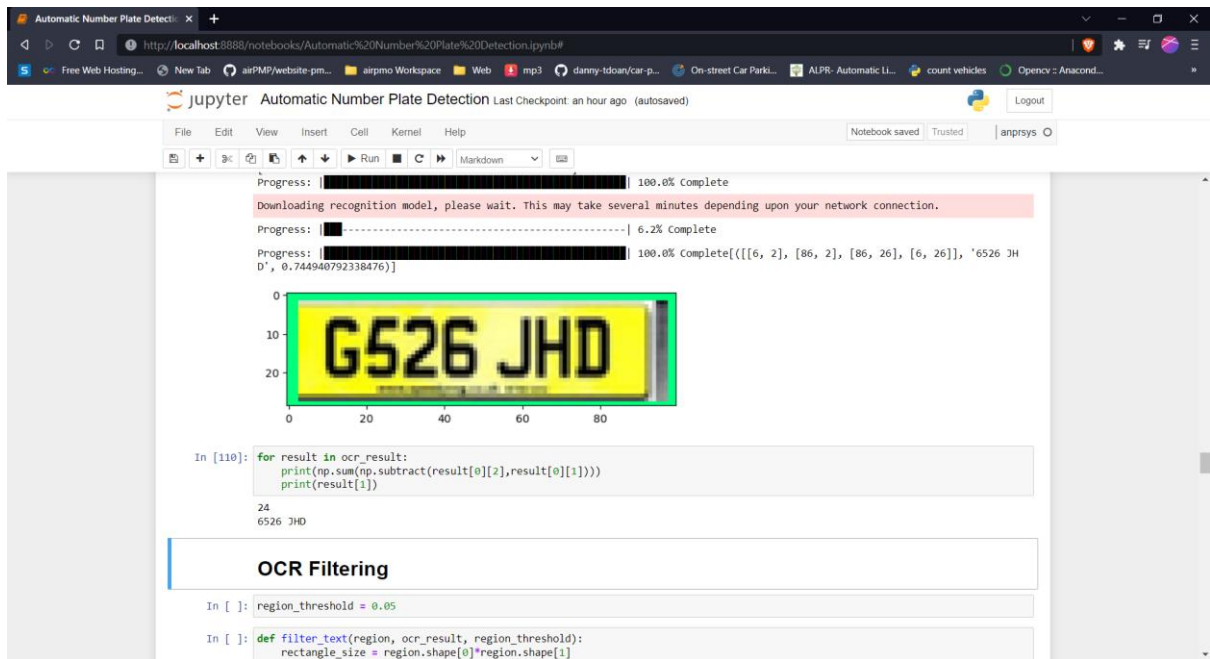 Automatic Number Plate Detectic
http://localhost:8888/notebooks/Automatic%20Number%20Plate%20Detection.ipynb#
Free Web Hosting... New Tab airPMP/website-pm... airpmo Workspace Web mp3 danny-tdoan/car-p... On-street Car Parki... ALPR- Automatic Li... count vehicles Opencv :: Anacond... »
jupyter Automatic Number Plate Detection Last Checkpoint: an hour ago (autosaved) Logout
File Edit View Insert Cell Kernel Help Notebook saved Trusted anprsys
Run Markdown
Progress: | | 100.0% Complete
Downloading recognition model, please wait. This may take several minutes depending upon your network connection.
Progress: | ---------------------------------------------| 6.2% Complete
Progress: | | 100.0% Complete[([[6, 2], [86, 2], [86, 26], [6, 26]], '6526 JH
D', 0.744940792338476)]
0
10
20
G526 JHD
0 20 40 60 80
In [110]: for result in ocr_result:
print(np.sum(np.subtract(result[0][2],result[0][1])))
print(result[1])
24
6526 JHD
OCR Filtering
In [ ]: region_threshold = 0.05
In [ ]: def filter_text(region, ocr_result, region_threshold):
rectangle_size = region.shape[0]*region.shape[1]